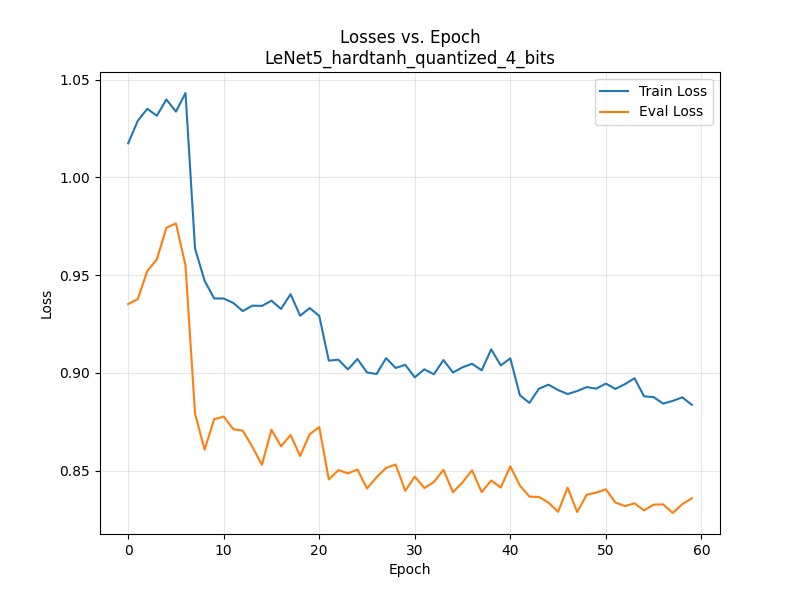 Losses vs. Epoch
LeNet5_hardtanh_quantized_4_bits
Train Loss
Eval Loss
1.05
1.00
0.95
0.90
0.85
Loss
0
10
20
30
40
50
60
Epoch